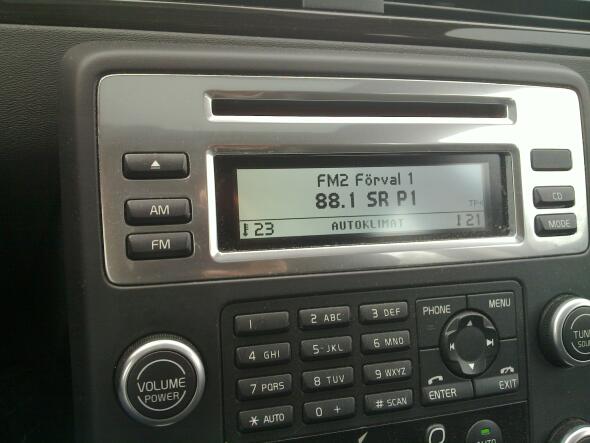 FM2 Förval 1
88.1 SR P1
23 AUTOKLIMAT 21
AM
FM
CD
MODE
PHONE
MENU
1
2 ABC
3 DEF
4 GHI
5-JKL
6 MNO
7 PQRS
8 TUV
9 WXYZ
* AUTO
0 +
# SCAN
ENTER
EXIT
VOLUME
POWER
AUTO